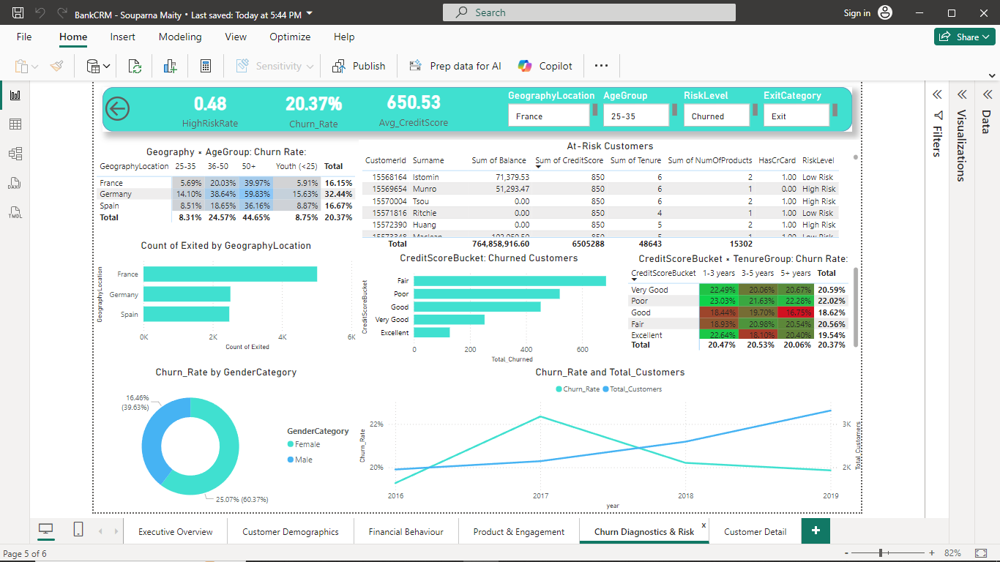 BankCRM - Souparna Maity • Last saved: Today at 5:44 PM
Search
Sign in
File Home Insert Modeling View Optimize Help
Share
Sensitivity Publish Prep data for AI Copilot
0.48 20.37% 650.53
HighRiskRate Churn_Rate Avg_CreditScore
GeographyLocation AgeGroup RiskLevel ExitCategory
France 25-35 Churned Exit
Filters
Visualizations
Data
Geography × AgeGroup: Churn Rate:
GeographyLocation 25-35 36-50 50+ Youth (<25) Total
France 5.69% 20.03% 39.97% 5.91% 16.15%
Germany 14.10% 38.64% 59.83% 15.63% 32.44%
Spain 8.51% 18.65% 36.16% 8.87% 16.67%
Total 8.31% 24.57% 44.65% 8.75% 20.37%
At-Risk Customers
CustomerId Surname Sum of Balance Sum of CreditScore Sum of Tenure Sum of NumOfProducts HasCrCard RiskLevel
15568164 Istomin 71,379.53 850 6 2 1.00 Low Risk
15569654 Munro 51,293.47 850 6 1 0.00 High Risk
15570004 Tsou 0.00 850 6 2 1.00 High Risk
15571816 Ritchie 0.00 850 4 1 1.00 Low Risk
15572390 Huang 0.00 850 5 2 1.00 High Risk
Total 764,858,916.60 6505288 48643 15302
Count of Exited by GeographyLocation
GeographyLocation
France
Germany
Spain
0K 2K 4K 6K
Count of Exited
CreditScoreBucket: Churned Customers
CreditScoreBucket
Fair
Poor
Good
Very Good
Excellent
0 200 400 600
Total_Churned
CreditScoreBucket × TenureGroup: Churn Rate:
CreditScoreBucket 1-3 years 3-5 years 5+ years Total
Very Good 22.49% 20.06% 20.67% 20.59%
Poor 23.03% 21.63% 22.28% 22.02%
Good 18.44% 19.70% 16.75% 18.62%
Fair 18.93% 20.98% 20.54% 20.56%
Excellent 22.64% 18.10% 20.40% 19.54%
Total 20.47% 20.53% 20.06% 20.37%
Churn_Rate by GenderCategory
16.46%
(39.63%)
25.07% (60.37%)
GenderCategory
Female
Male
Churn_Rate and Total_Customers
Churn_Rate Total_Customers
Churn_Rate
22%
20%
3K
2K
Total_Customers
2016 2017 2018 2019
year
Executive Overview Customer Demographics Financial Behaviour Product & Engagement Churn Diagnostics & Risk x Customer Detail +
Page 5 of 6
- + 82%